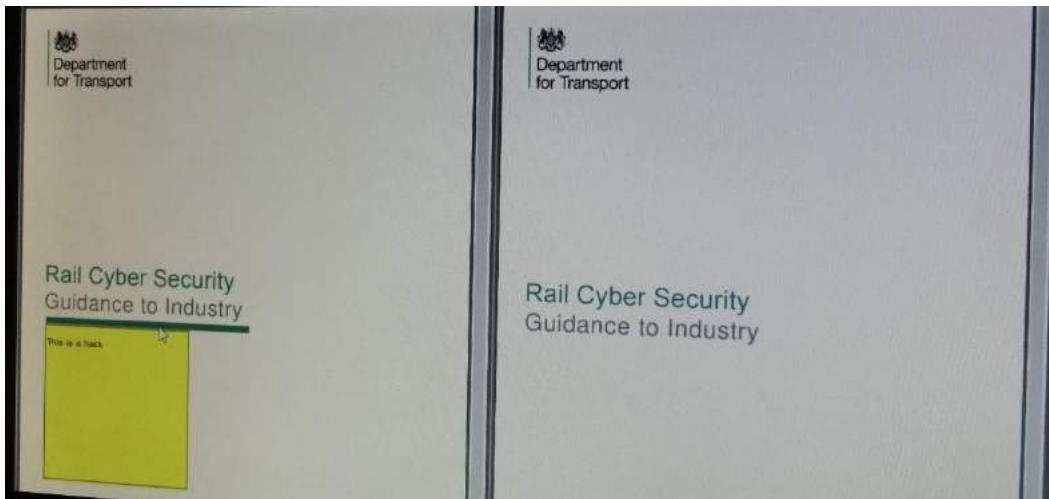 Department
for Transport
Rail Cyber Security
Guidance to Industry
This is a hack
Department
for Transport
Rail Cyber Security
Guidance to Industry